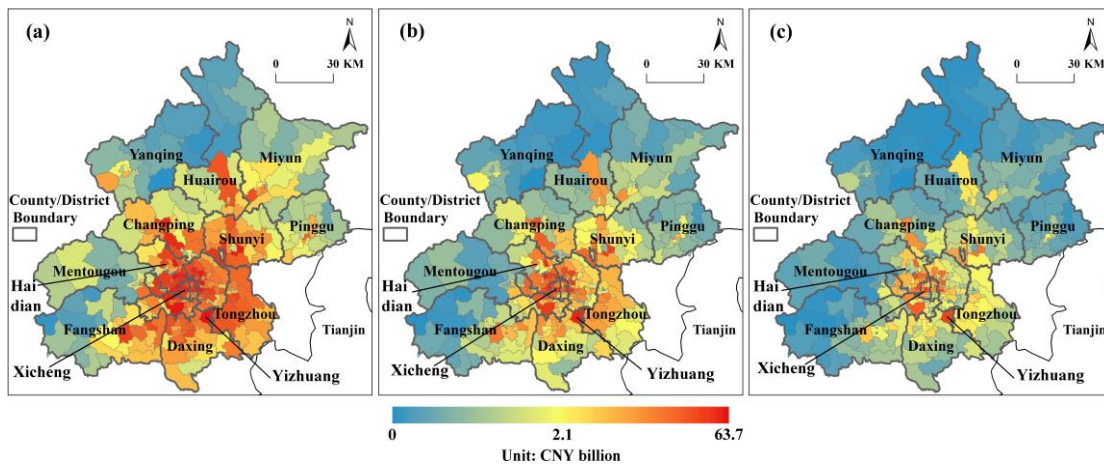 (a)
N
0 30 KM
Yanqing
Miyun
Huairou
County/District
Boundary
Changping
Pinggu
Shunyi
Mentougou
Hai
dian
Fangshan
Tongzhou
Tianjin
Daxing
Xicheng
Yizhuang
(b)
N
0 30 KM
Yanqing
Miyun
Huairou
County/District
Boundary
Changping
Pinggu
Shunyi
Mentougou
Hai
dian
Fangshan
Tongzhou
Tianjin
Daxing
Xicheng
Yizhuang
(c)
N
0 30 KM
Yanqing
Miyun
Huairou
County/District
Boundary
Changping
Pinggu
Shunyi
Mentougou
Hai
dian
Fangshan
Tongzhou
Tianjin
Daxing
Xicheng
Yizhuang
0 2.1 63.7
Unit: CNY billion